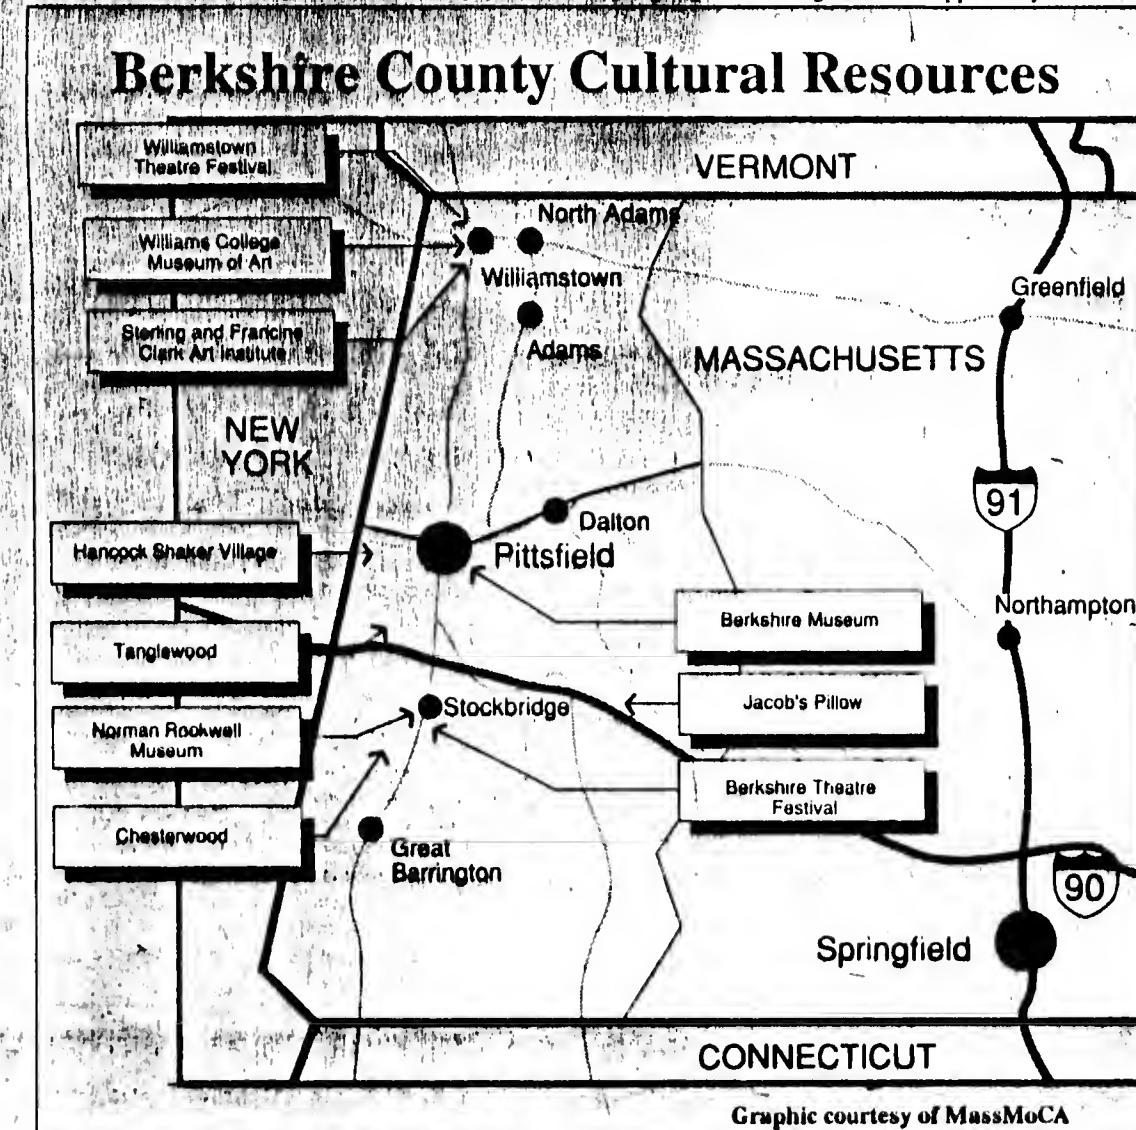 Berkshire County Cultural Resources
Williamstown
Theatre Festival
VERMONT
North Adams
Williams College
Museum of Art
Williamstown
Greenfield
Sterling and Francine
Clark Art Institute
Adams
MASSACHUSETTS
NEW
YORK
91
Dalton
Hancock Shaker Village
Pittsfield
Northampton
Berkshire Museum
Tanglewood
Stockbridge
Jacob's Pillow
Norman Rockwell
Museum
Berkshire Theatre
Festival
Chesterwood
Great
Barrington
90
Springfield
CONNECTICUT
Graphic courtesy of MassMoCA